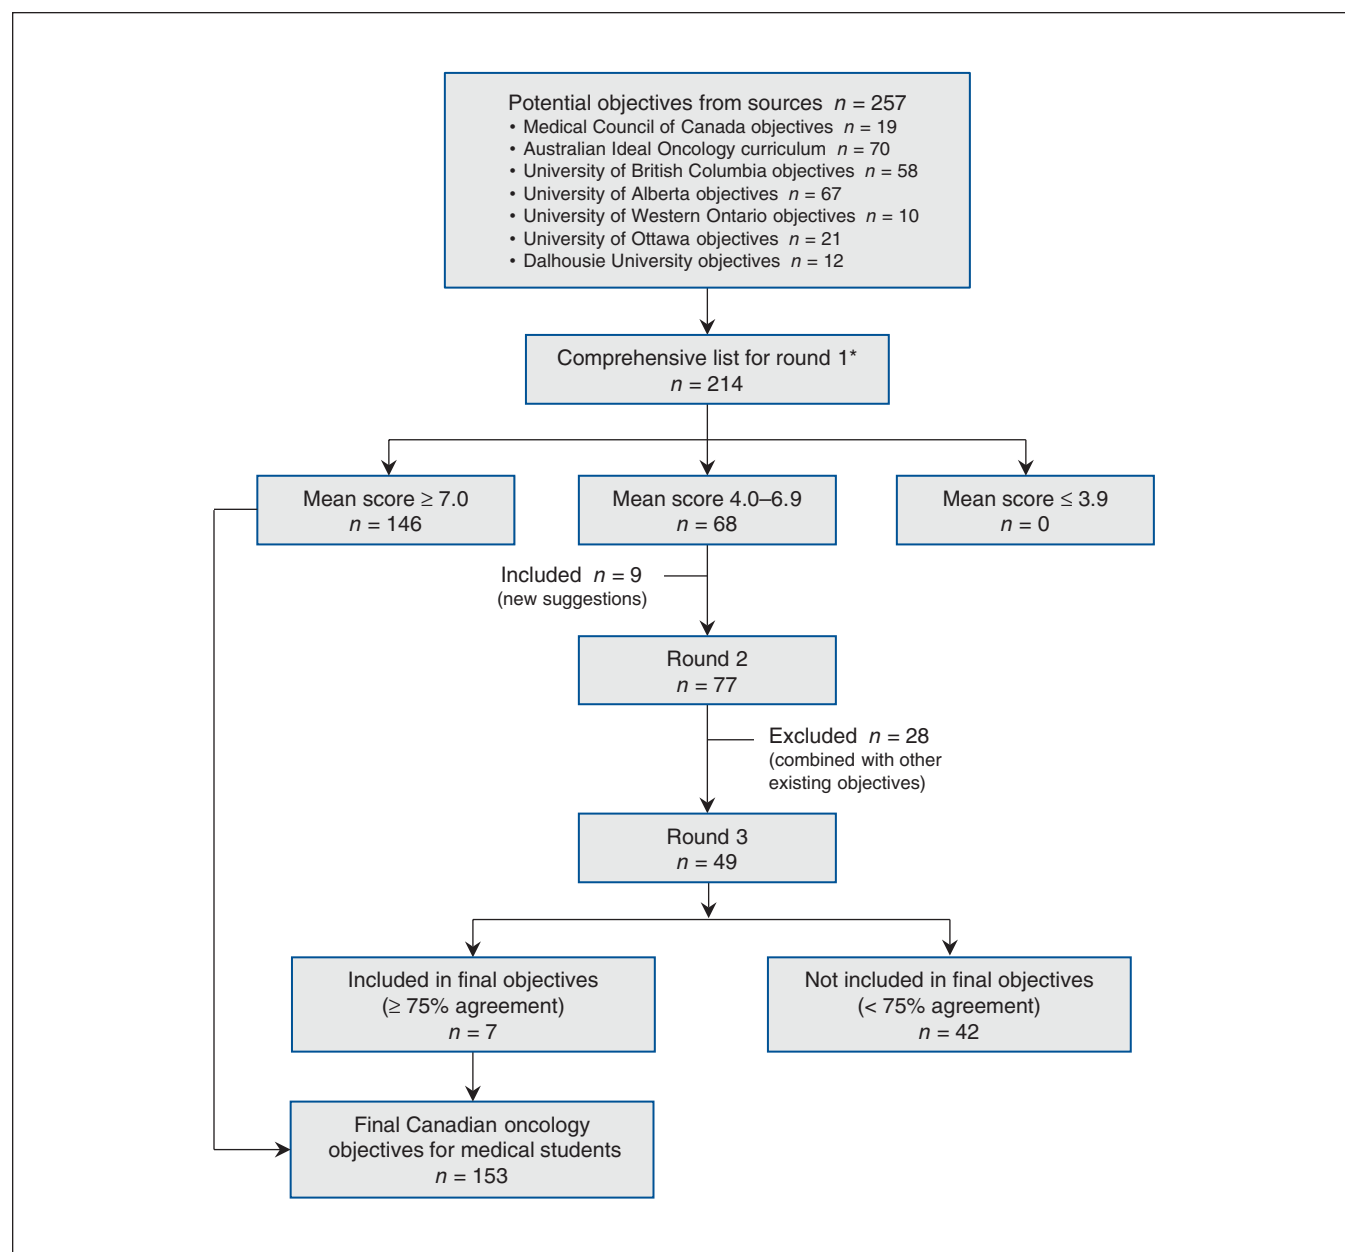 Potential objectives from sources n = 257
• Medical Council of Canada objectives n = 19
• Australian Ideal Oncology curriculum n = 70
• University of British Columbia objectives n = 58
• University of Alberta objectives n = 67
• University of Western Ontario objectives n = 10
• University of Ottawa objectives n = 21
• Dalhousie University objectives n = 12
Comprehensive list for round 1*
n = 214
Mean score ≥ 7.0
n = 146
Mean score 4.0–6.9
n = 68
Mean score ≤ 3.9
n = 0
Included n = 9
(new suggestions)
Round 2
n = 77
Excluded n = 28
(combined with other
existing objectives)
Round 3
n = 49
Included in final objectives
(≥ 75% agreement)
n = 7
Not included in final objectives
(< 75% agreement)
n = 42
Final Canadian oncology
objectives for medical students
n = 153